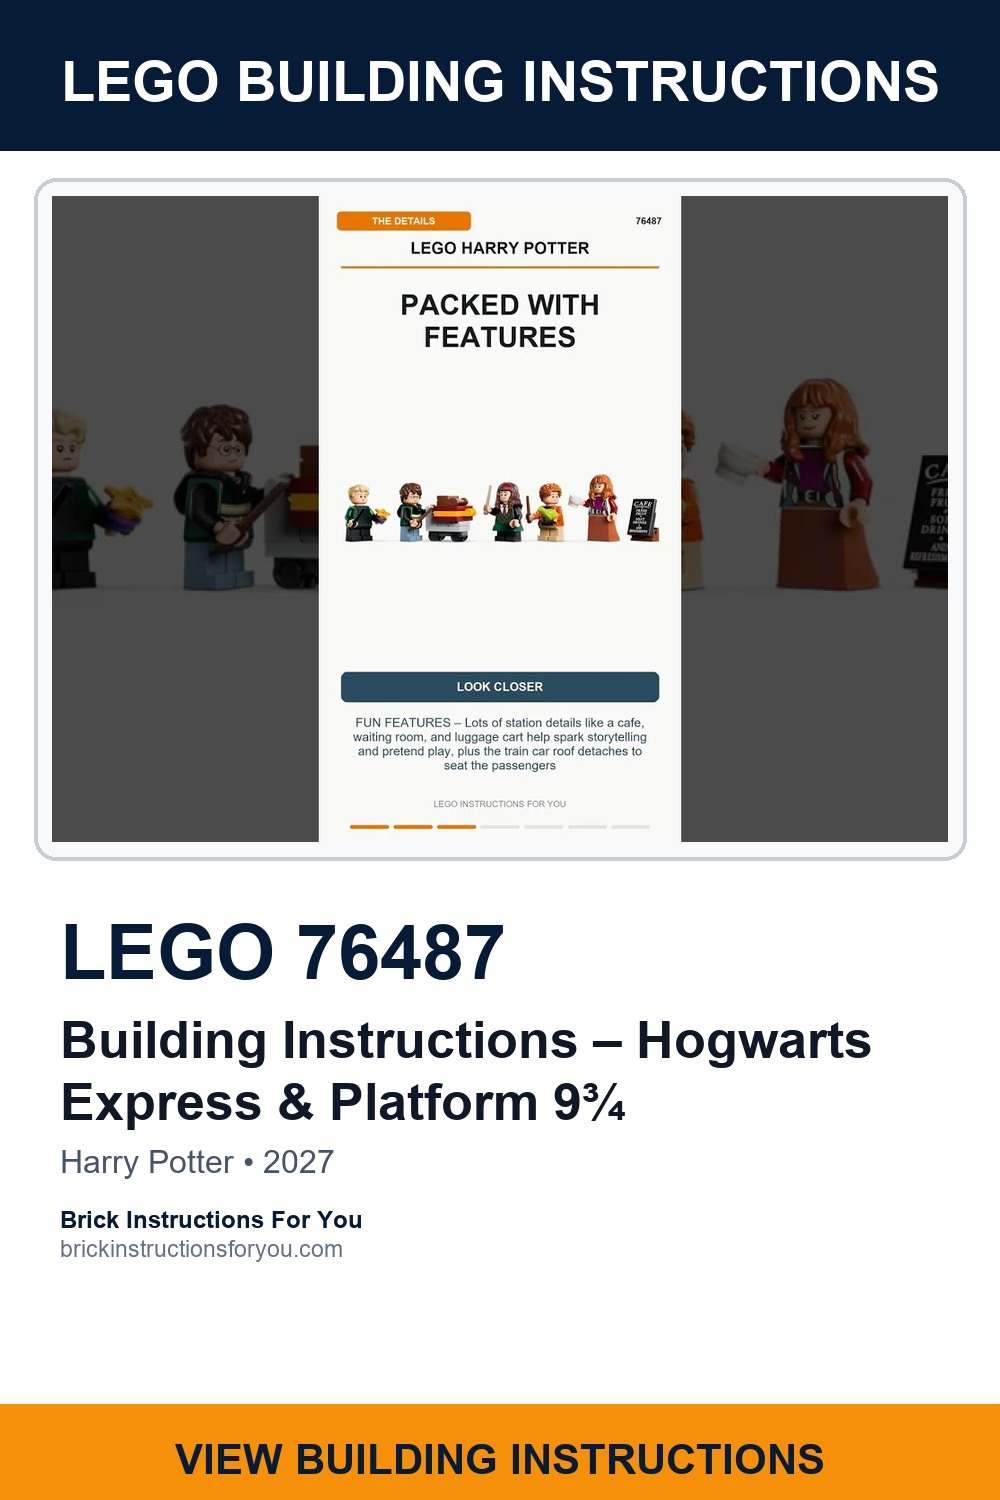 LEGO BUILDING INSTRUCTIONS
THE DETAILS
76487
LEGO HARRY POTTER
PACKED WITH
FEATURES
CAFE
LOOK CLOSER
FUN FEATURES – Lots of station details like a cafe,
waiting room, and luggage cart help spark storytelling
and pretend play, plus the train car roof detaches to
seat the passengers
LEGO INSTRUCTIONS FOR YOU
LEGO 76487
Building Instructions – Hogwarts
Express & Platform 9¾
Harry Potter • 2027
Brick Instructions For You
brickinstructionsforyou.com
VIEW BUILDING INSTRUCTIONS